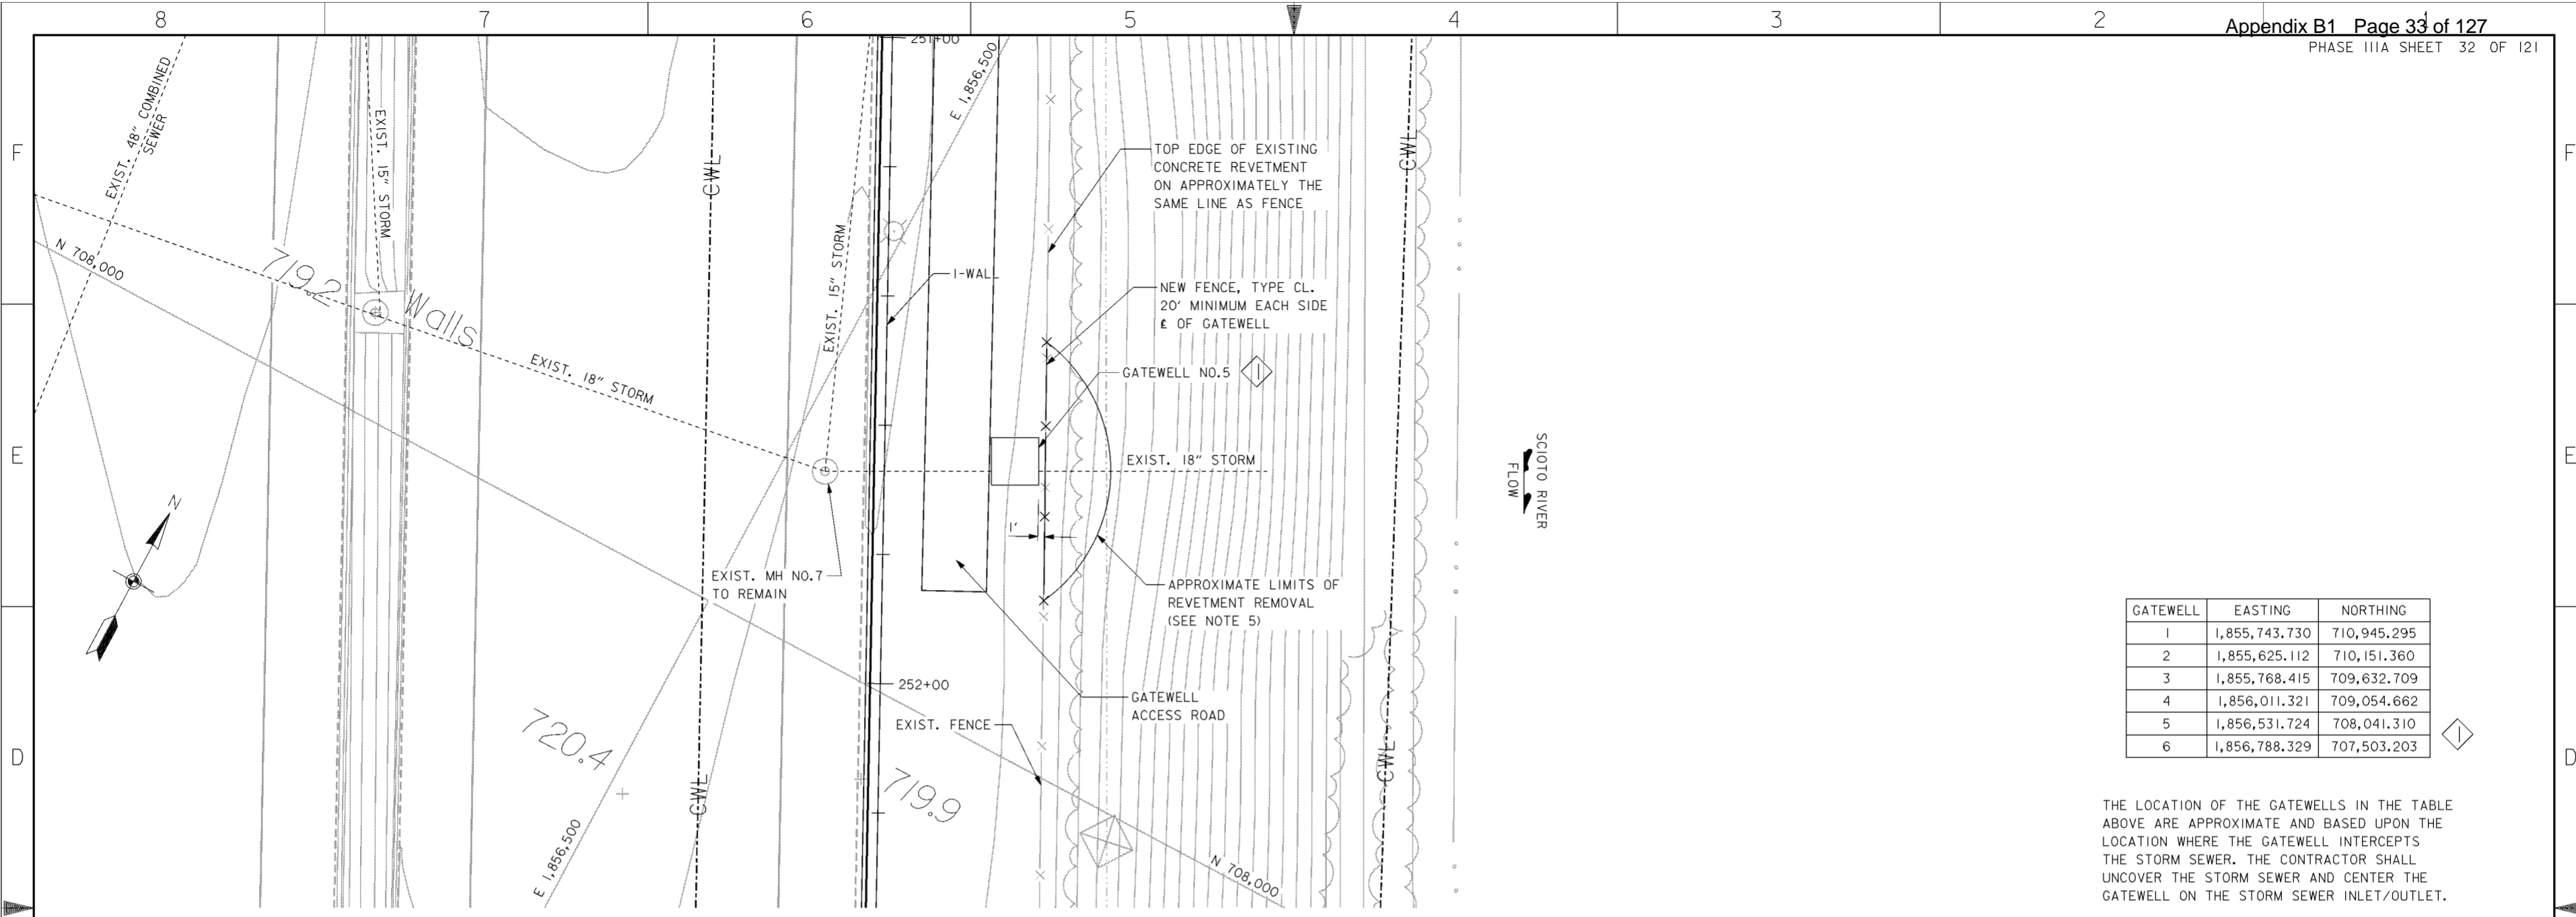 8 7 6 5 4 3 2 1
Appendix B1 Page 33 of 127
PHASE IIIA SHEET 32 OF 121
F
F
E
E
D
D
EXIST. 48" COMBINED
SEWER
EXIST. 15" STORM
N 708,000
719.2
Walls
EXIST. 18" STORM
CWL
EXIST. 15" STORM
251+00
E 1,856,500
I-WALL
TOP EDGE OF EXISTING
CONCRETE REVETMENT
ON APPROXIMATELY THE
SAME LINE AS FENCE
CWL
NEW FENCE, TYPE CL.
20' MINIMUM EACH SIDE
℄ OF GATEWELL
GATEWELL NO.5
1
EXIST. 18" STORM
SCIOTO RIVER
FLOW
N
1'
EXIST. MH NO.7
TO REMAIN
APPROXIMATE LIMITS OF
REVETMENT REMOVAL
(SEE NOTE 5)
252+00
GATEWELL
ACCESS ROAD
EXIST. FENCE
720.4
719.9
CWL
CWL
E 1,856,500
N 708,000
GATEWELL EASTING NORTHING
1 1,855,743.730 710,945.295
2 1,855,625.112 710,151.360
3 1,855,768.415 709,632.709
4 1,856,011.321 709,054.662
5 1,856,531.724 708,041.310
6 1,856,788.329 707,503.203
1
THE LOCATION OF THE GATEWELLS IN THE TABLE
ABOVE ARE APPROXIMATE AND BASED UPON THE
LOCATION WHERE THE GATEWELL INTERCEPTS
THE STORM SEWER. THE CONTRACTOR SHALL
UNCOVER THE STORM SEWER AND CENTER THE
GATEWELL ON THE STORM SEWER INLET/OUTLET.